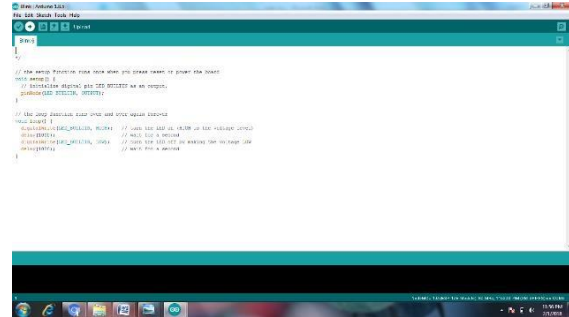 Blink | Arduino 1.8.5
File Edit Sketch Tools Help
Upload
Blink
*/
// the setup function runs once when you press reset or power the board
void setup() {
// initialize digital pin LED_BUILTIN as an output.
pinMode(LED_BUILTIN, OUTPUT);
}
// the loop function runs over and over again forever
void loop() {
digitalWrite(LED_BUILTIN, HIGH); // turn the LED on (HIGH is the voltage level)
delay(1000); // wait for a second
digitalWrite(LED_BUILTIN, LOW); // turn the LED off by making the voltage LOW
delay(1000); // wait for a second
}